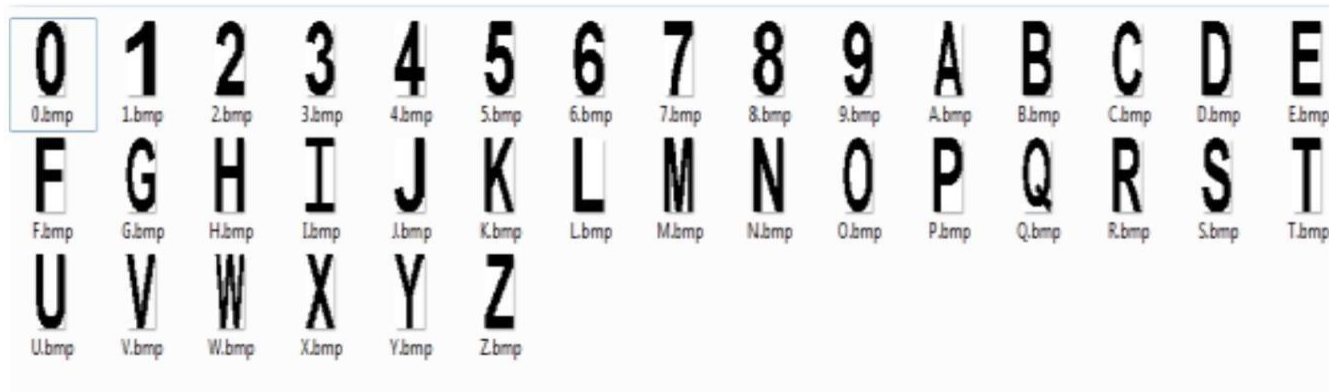 0 1 2 3 4 5 6 7 8 9 A B C D E
0.bmp 1.bmp 2.bmp 3.bmp 4.bmp 5.bmp 6.bmp 7.bmp 8.bmp 9.bmp A.bmp B.bmp C.bmp D.bmp E.bmp
F G H I J K L M N O P Q R S T
F.bmp G.bmp H.bmp I.bmp J.bmp K.bmp L.bmp M.bmp N.bmp O.bmp P.bmp Q.bmp R.bmp S.bmp T.bmp
U V W X Y Z
U.bmp V.bmp W.bmp X.bmp Y.bmp Z.bmp